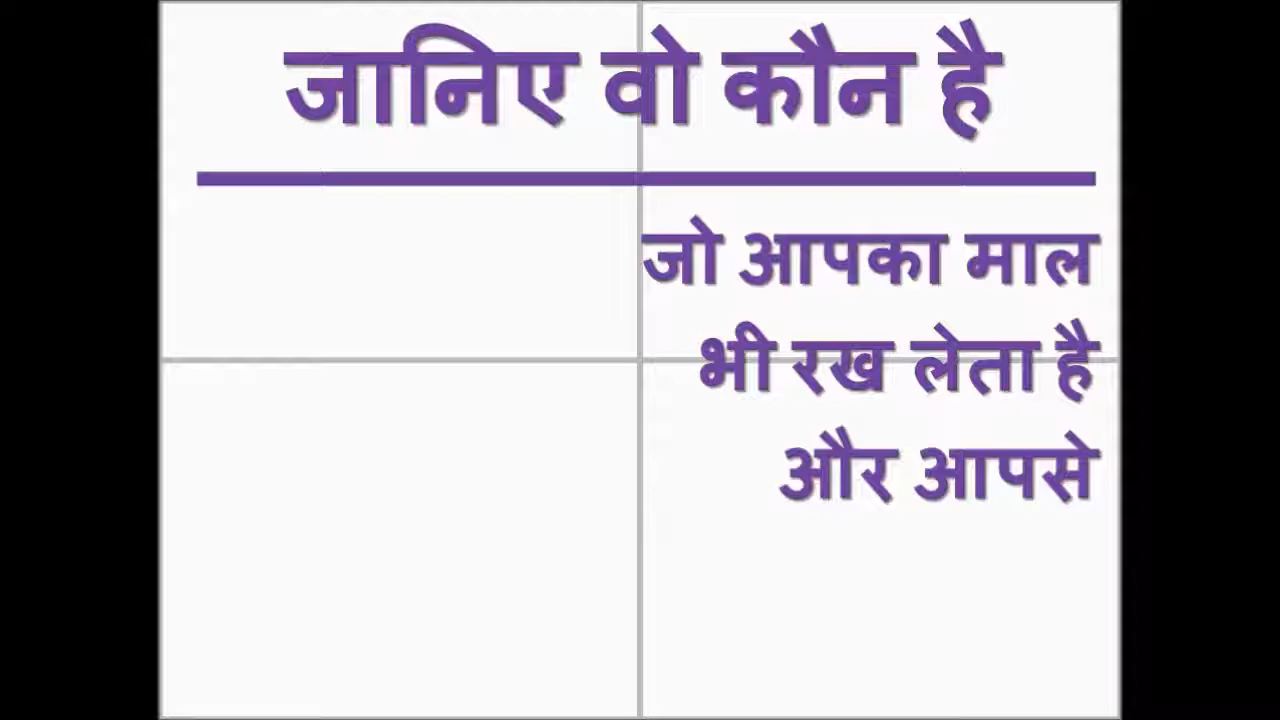 जानिए वो कौन है
जो आपका माल
भी रख लेता है
और आपसे